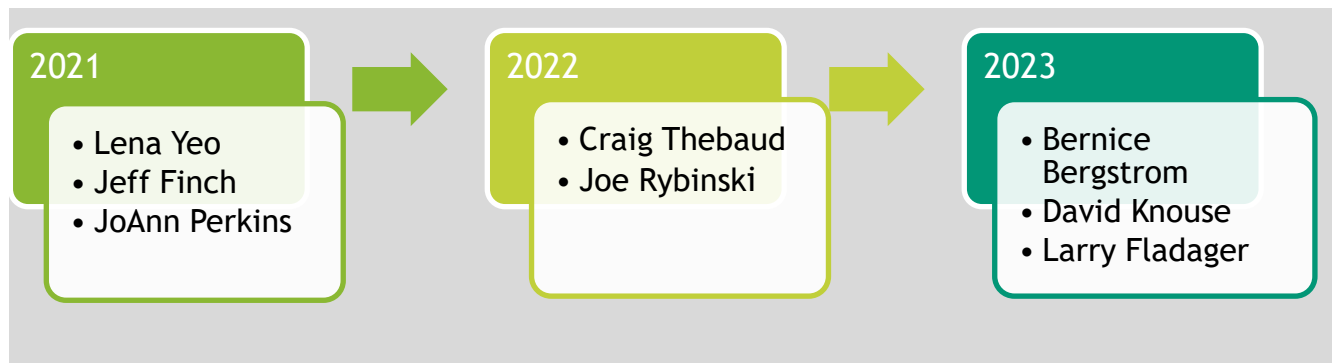 2021
• Lena Yeo
• Jeff Finch
• JoAnn Perkins
2022
• Craig Thebaud
• Joe Rybinski
2023
• Bernice
Bergstrom
• David Knouse
• Larry Fladager